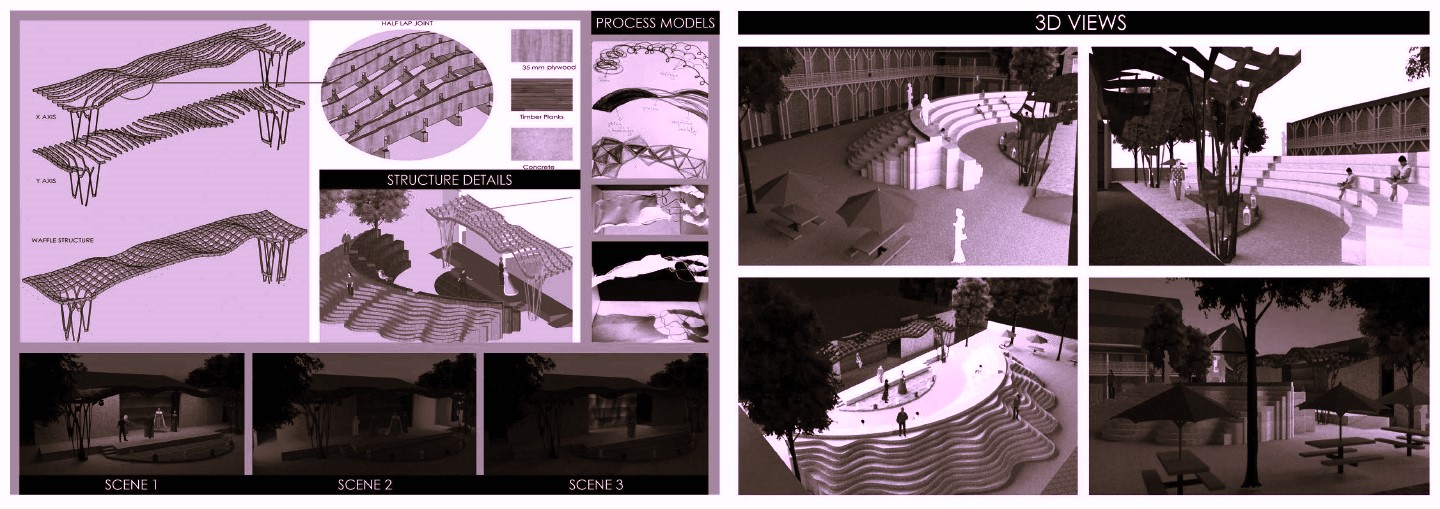 HALF LAP JOINT
PROCESS MODELS
35 mm plywood
Timber Planks
Concrete
X AXIS
Y AXIS
WAFFLE STRUCTURE
STRUCTURE DETAILS
SCENE 1
SCENE 2
SCENE 3
3D VIEWS